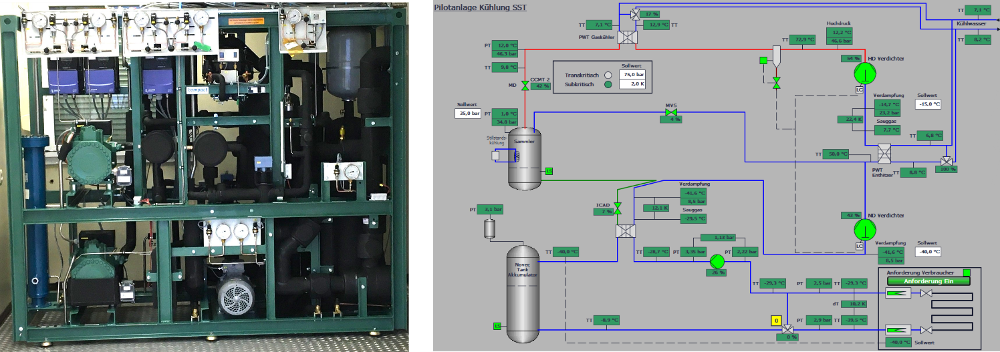 compact
Pilotanlage Kühlung SST
17 %
TT 7,1 °C
12,9 °C TT
PWT Gaskühler
TT 7,1 °C
Kühlwasser
TT 8,2 °C
Hochdruck
12,2 °C
46,6 bar
TT 72,9 °C
PT 12,0 °C
46,3 bar
TT 9,8 °C
MD
CCMT 2
42 %
Sollwert
Transkritisch 75,0 bar
Subkritisch 2,0 K
54 % HD Verdichter
LC
Verdampfung
-14,7 °C
23,2 bar
Sollwert
-15,0 °C
22,4 K
Sauggas
7,7 °C
Sollwert
35,0 bar
PT 1,0 °C
34,8 bar
MVS
4 %
Stillstands-
kühlung
Sammler
LS
TT 6,8 °C
TT 50,0 °C
PWT
Enthitzer
TT 8,8 °C
100 %
Verdampfung
-41,6 °C
8,5 bar
12,1 K
Sauggas
-29,5 °C
ICAD
7 %
PT 3,1 bar
43 % ND Verdichter
LC
Verdampfung
-41,6 °C
8,5 bar
Sollwert
-40,0 °C
1,13 bar
TT -40,0 °C
TT -28,7 °C
PT 3,35 bar
PT 2,22 bar
26 %
Novec
Tank
Akkumulator
LS
Anforderung Verbraucher
Anforderung Ein
TT -29,3 °C
PT 2,5 bar
TT -29,3 °C
dT 10,2 K
TT -8,9 °C
0
0 %
PT 2,9 bar
TT -39,5 °C
-40,0 °C Sollwert